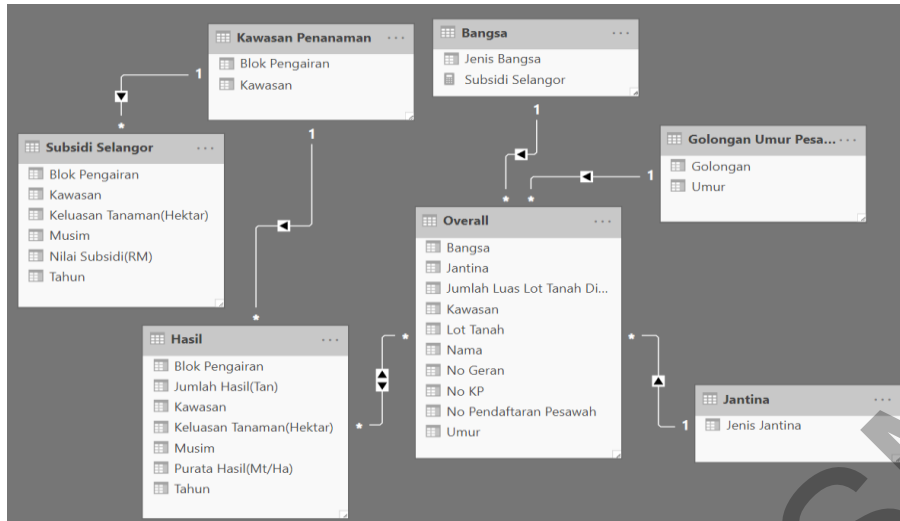 Kawasan Penanaman ...
Blok Pengairan
Kawasan
1
1
Bangsa ...
Jenis Bangsa
Subsidi Selangor
1
Subsidi Selangor ...
Blok Pengairan
Kawasan
Keluasan Tanaman(Hektar)
Musim
Nilai Subsidi(RM)
Tahun
*
Golongan Umur Pesa... ...
Golongan
Umur
1
Overall ...
Bangsa
Jantina
Jumlah Luas Lot Tanah Di...
Kawasan
Lot Tanah
Nama
No Geran
No KP
No Pendaftaran Pesawah
Umur
* *
*
*
Hasil ...
Blok Pengairan
Jumlah Hasil(Tan)
Kawasan
Keluasan Tanaman(Hektar)
Musim
Purata Hasil(Mt/Ha)
Tahun
*
*
Jantina ...
Jenis Jantina
1